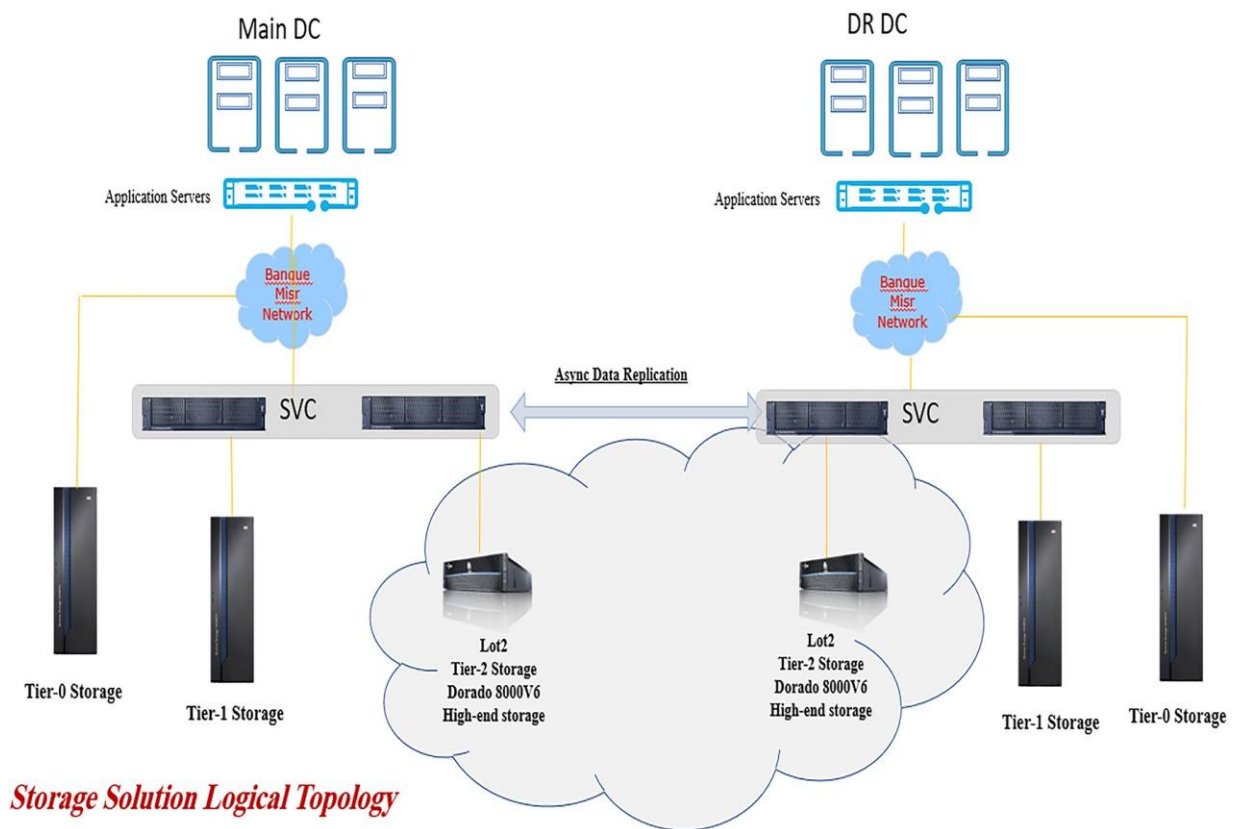 Main DC
DR DC
Application Servers
Application Servers
Banque
Misr
Network
Banque
Misr
Network
Async Data Replication
SVC
SVC
Lot2
Tier-2 Storage
Dorado 8000V6
High-end storage
Lot2
Tier-2 Storage
Dorado 8000V6
High-end storage
Tier-0 Storage
Tier-1 Storage
Tier-1 Storage
Tier-0 Storage
Storage Solution Logical Topology